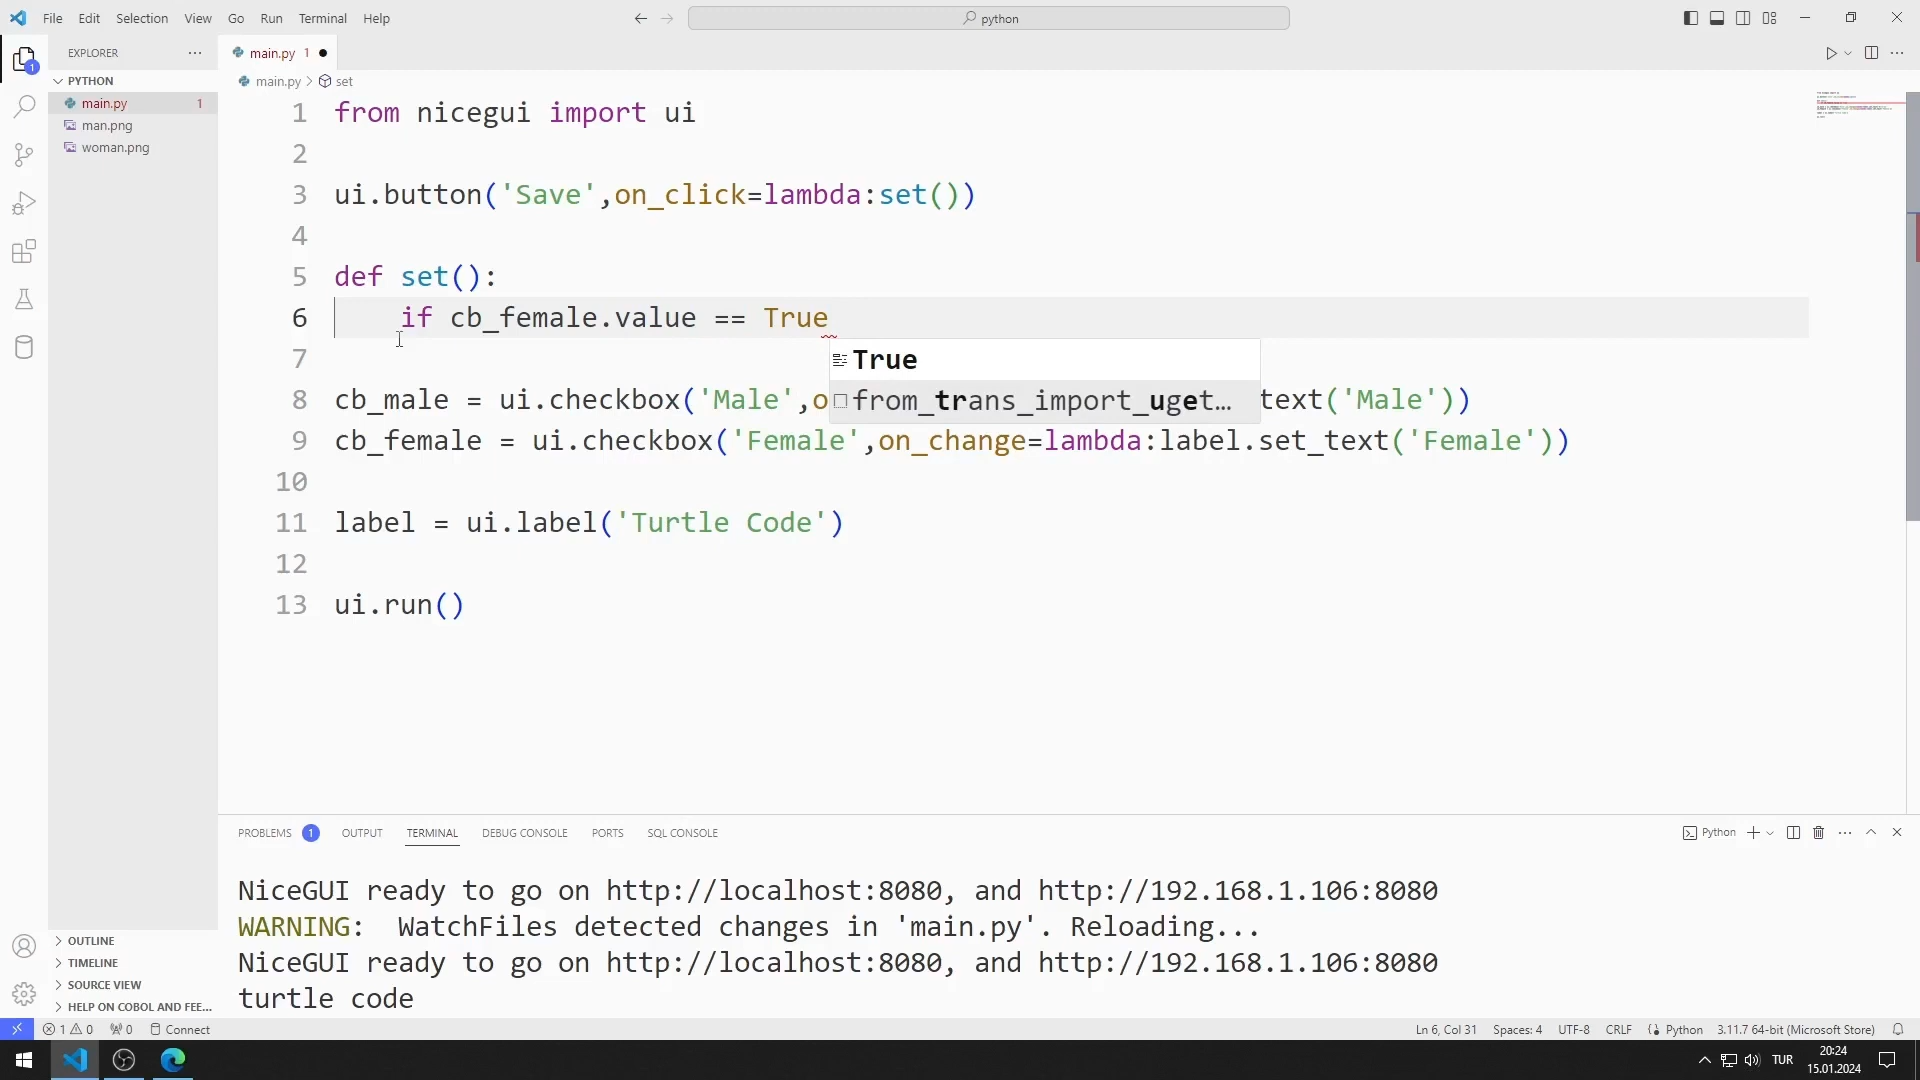 File Edit Selection View Go Run Terminal Help
python
EXPLORER
main.py 1
PYTHON
main.py 1
man.png
woman.png
main.py > set
1 from nicegui import ui
2
3 ui.button('Save',on_click=lambda:set())
4
5 def set():
6 if cb_female.value == True
True
7
from_trans_import_uget…
8 cb_male = ui.checkbox('Male',o text('Male'))
9 cb_female = ui.checkbox('Female',on_change=lambda:label.set_text('Female'))
10
11 label = ui.label('Turtle Code')
12
13 ui.run()
PROBLEMS 1 OUTPUT TERMINAL DEBUG CONSOLE PORTS SQL CONSOLE
Python
NiceGUI ready to go on http://localhost:8080, and http://192.168.1.106:8080
WARNING: WatchFiles detected changes in 'main.py'. Reloading...
NiceGUI ready to go on http://localhost:8080, and http://192.168.1.106:8080
turtle code
OUTLINE
TIMELINE
SOURCE VIEW
HELP ON COBOL AND FEE...
1 0 0 Connect
Ln 6, Col 31 Spaces: 4 UTF-8 CRLF Python 3.11.7 64-bit (Microsoft Store)
TUR
20:24
15.01.2024